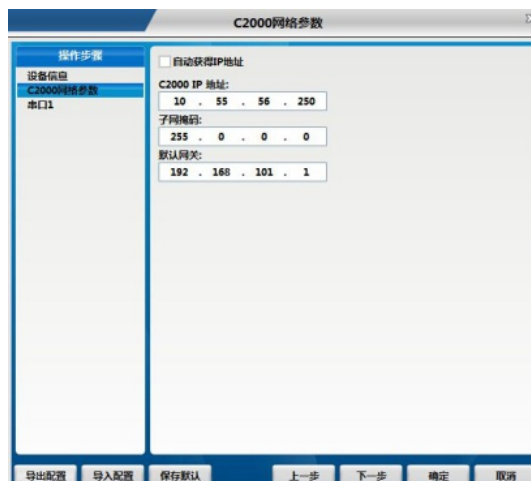 C2000网络参数
操作步骤
设备信息
C2000网络参数
串口1
自动获得IP地址
C2000 IP 地址:
10 . 55 . 56 . 250
子网掩码:
255 . 0 . 0 . 0
默认网关:
192 . 168 . 101 . 1
导出配置 导入配置 保存默认 上一步 下一步 确定 取消